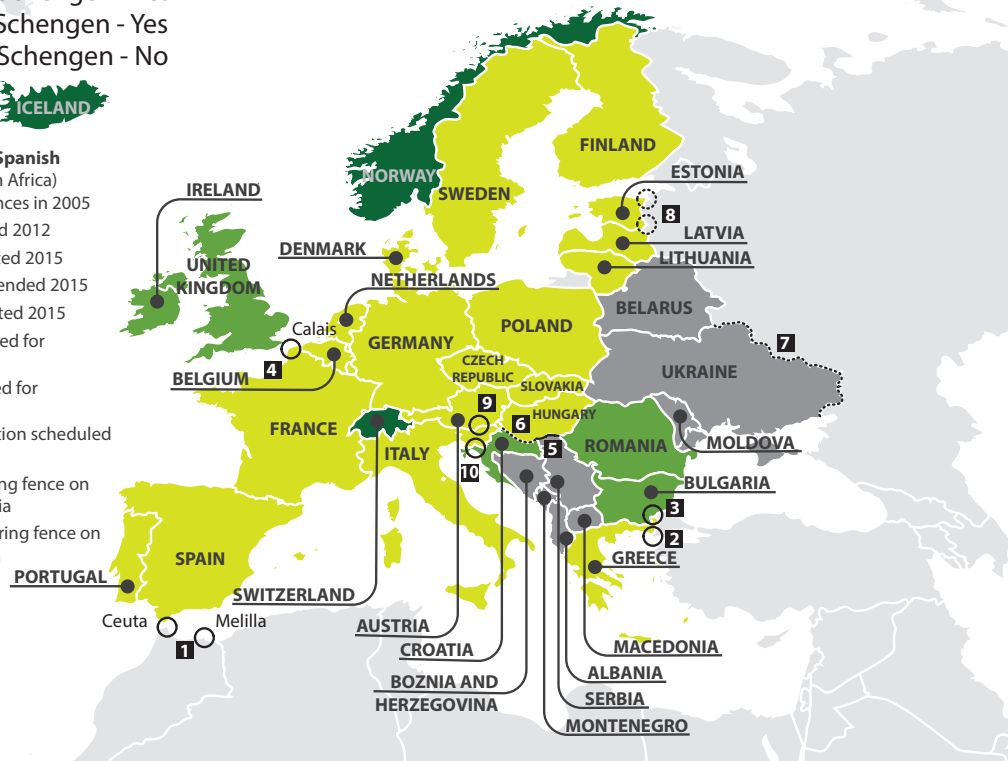 Schengen - Yes
Schengen - No
ICELAND
Spanish
Africa)
nces in 2005
d 2012
ted 2015
ended 2015
ted 2015
ed for
ed for
tion scheduled
ng fence on
ia
ring fence on
NORWAY
SWEDEN
FINLAND
ESTONIA
8
LATVIA
LITHUANIA
IRELAND
UNITED
KINGDOM
DENMARK
NETHERLANDS
BELARUS
Calais
4
BELGIUM
GERMANY
POLAND
7
UKRAINE
CZECH
REPUBLIC
SLOVAKIA
9
HUNGARY
6
FRANCE
ITALY
10
5
ROMANIA
MOLDOVA
BULGARIA
3
2
GREECE
SPAIN
PORTUGAL
SWITZERLAND
Ceuta
Melilla
1
AUSTRIA
CROATIA
BOZNIA AND
HERZEGOVINA
MACEDONIA
ALBANIA
SERBIA
MONTENEGRO